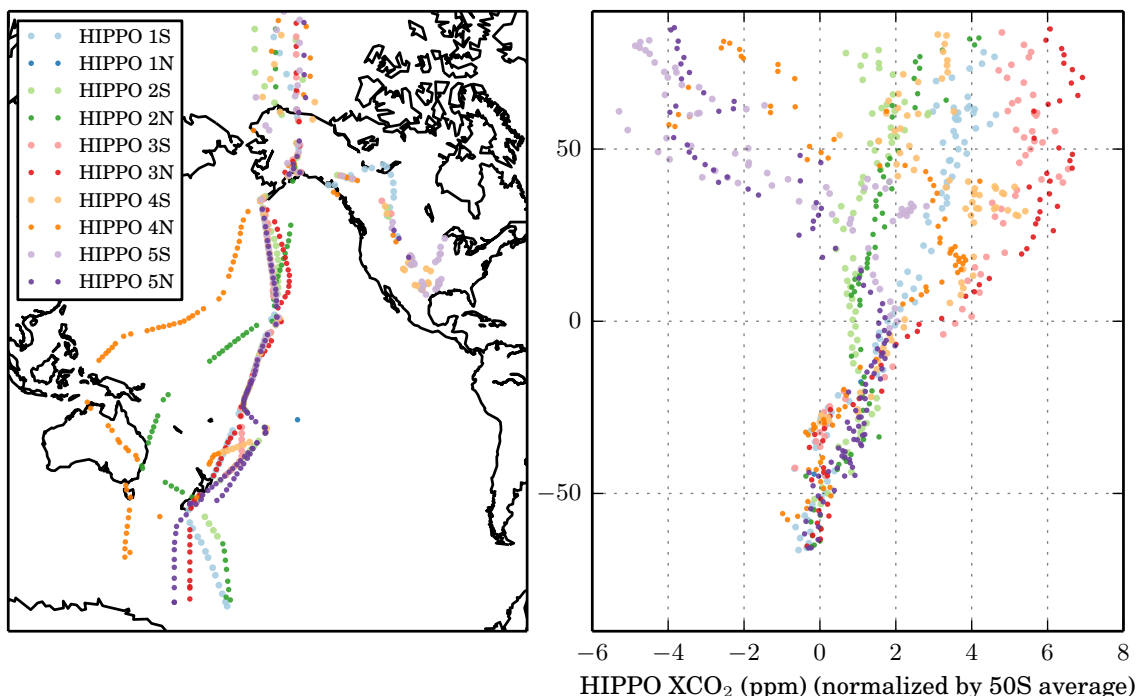 HIPPO 1S
HIPPO 1N
HIPPO 2S
HIPPO 2N
HIPPO 3S
HIPPO 3N
HIPPO 4S
HIPPO 4N
HIPPO 5S
HIPPO 5N
50
0
−50
−6 −4 −2 0 2 4 6 8
HIPPO XCO₂ (ppm) (normalized by 50S average)